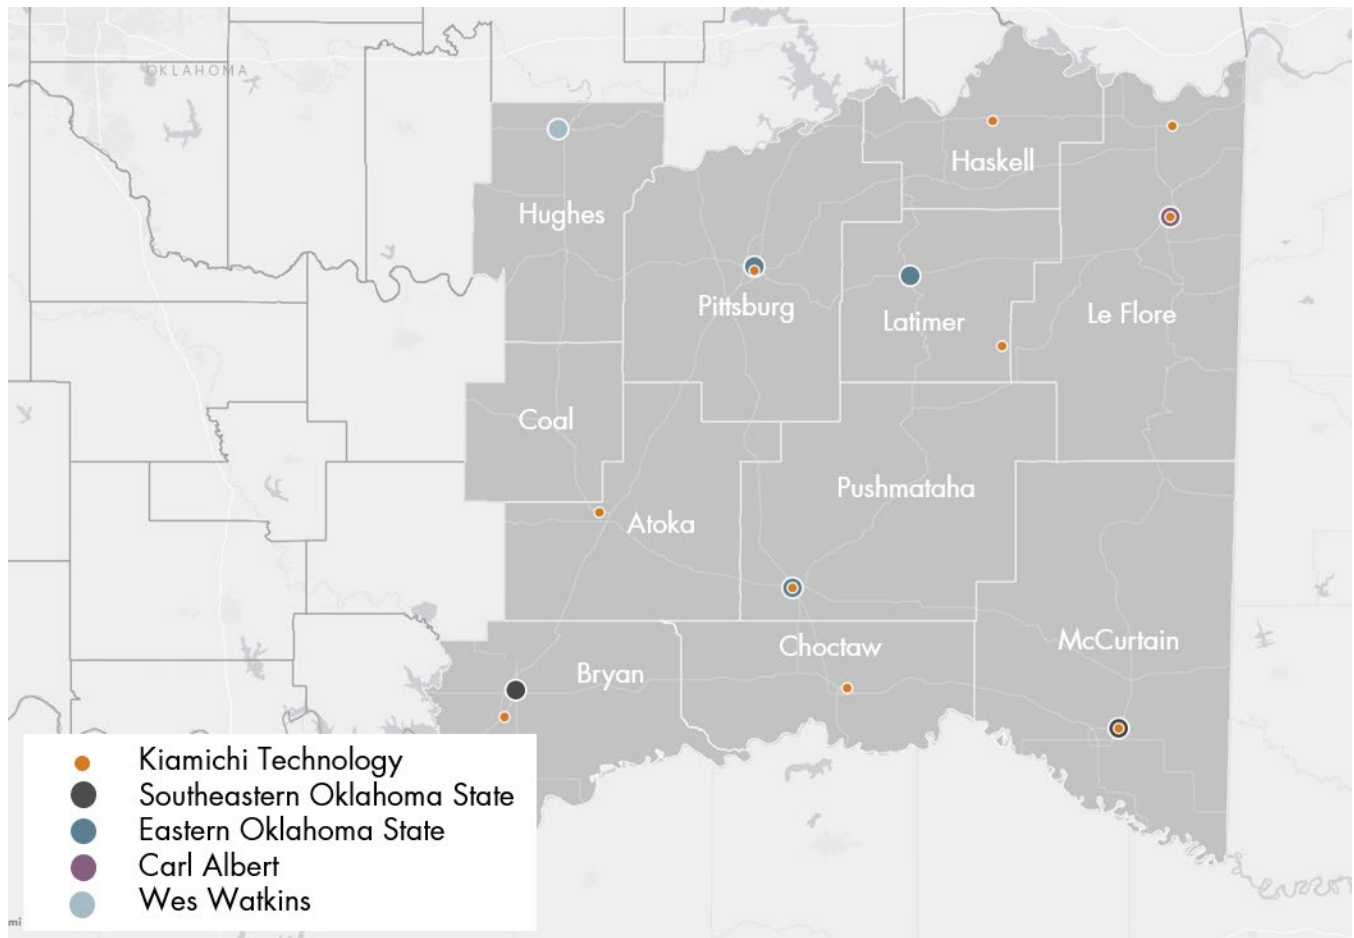 OKLAHOMA
Haskell
Hughes
Pittsburg
Latimer
Le Flore
Coal
Pushmataha
Atoka
McCurtain
Choctaw
Bryan
Kiamichi Technology
Southeastern Oklahoma State
Eastern Oklahoma State
Carl Albert
Wes Watkins
mi